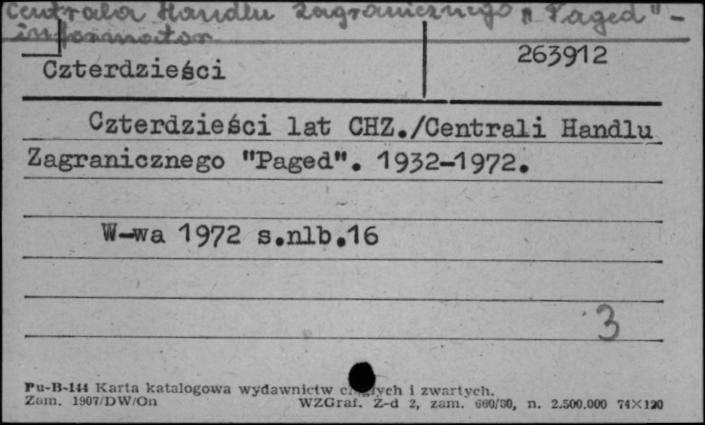 Centrala Handlu Zagranicznego „Paged" -
informator
Czterdzieści
263912
Czterdzieści lat CHZ./Centrali Handlu
Zagranicznego "Paged". 1932-1972.
W-wa 1972 s.nlb.16
3
Pu-B-144 Karta katalogowa wydawnictw ciągłych i zwartych.
Zam. 1907/DW/On WZGraf. Z-d 2, zam. 660/80, n. 2.500.000 74×120